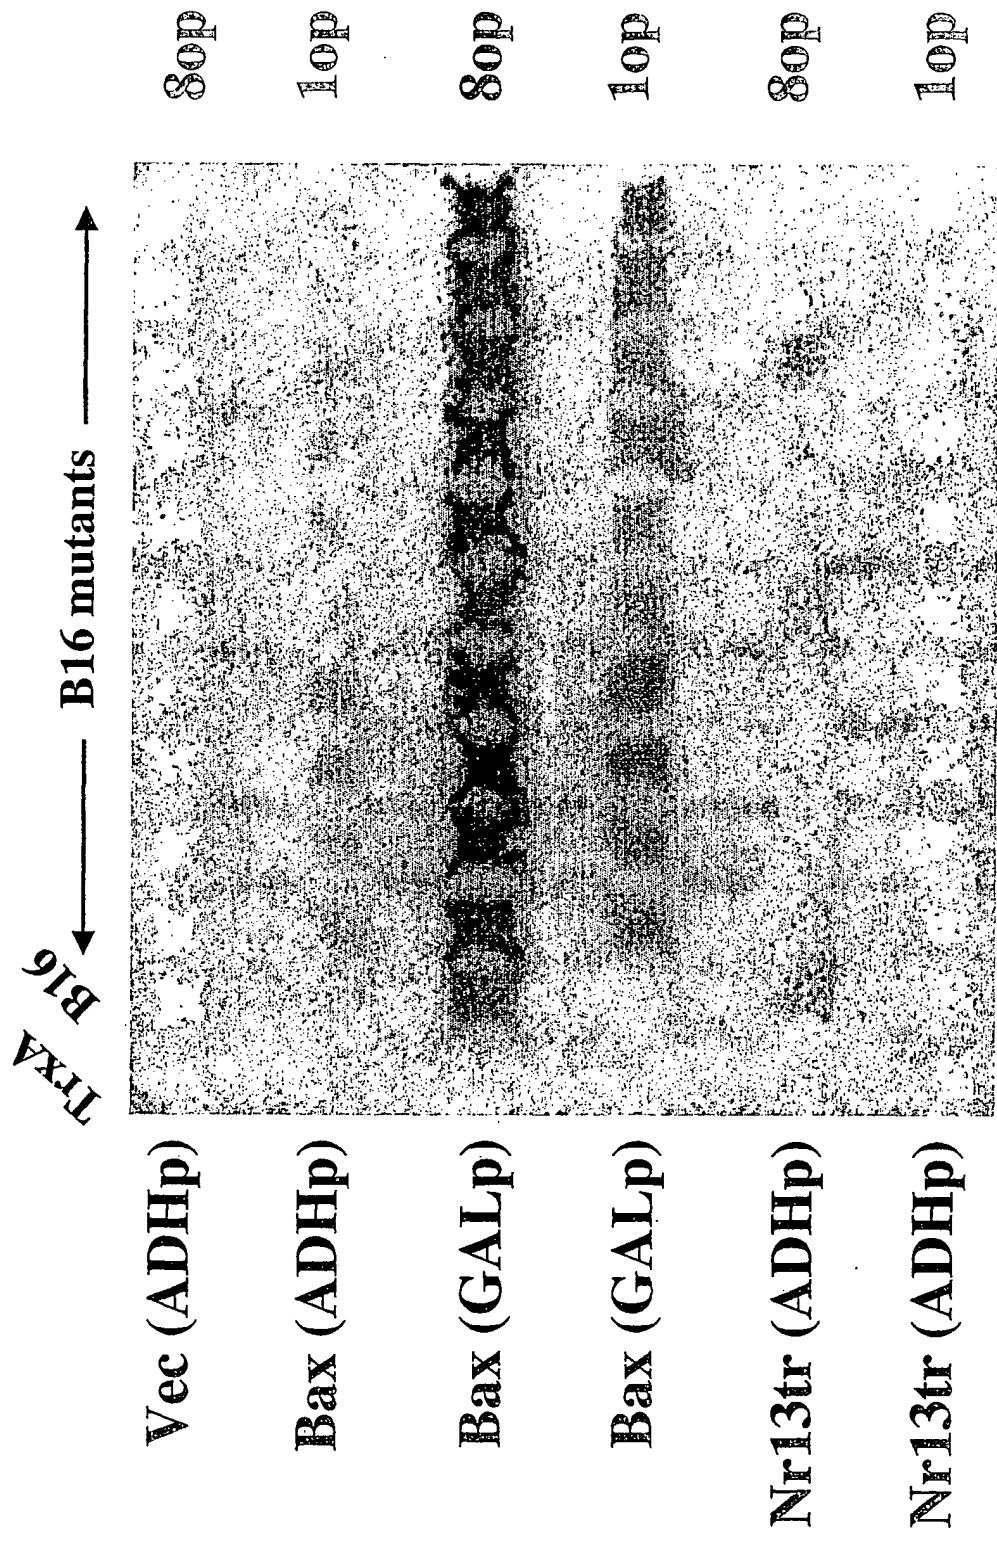 TrxA
B16
B16 mutants
Vec (ADHp) 8op
Bax (ADHp) 1op
Bax (GALp) 8op
Bax (GALp) 1op
Nr13tr (ADHp) 8op
Nr13tr (ADHp) 1op